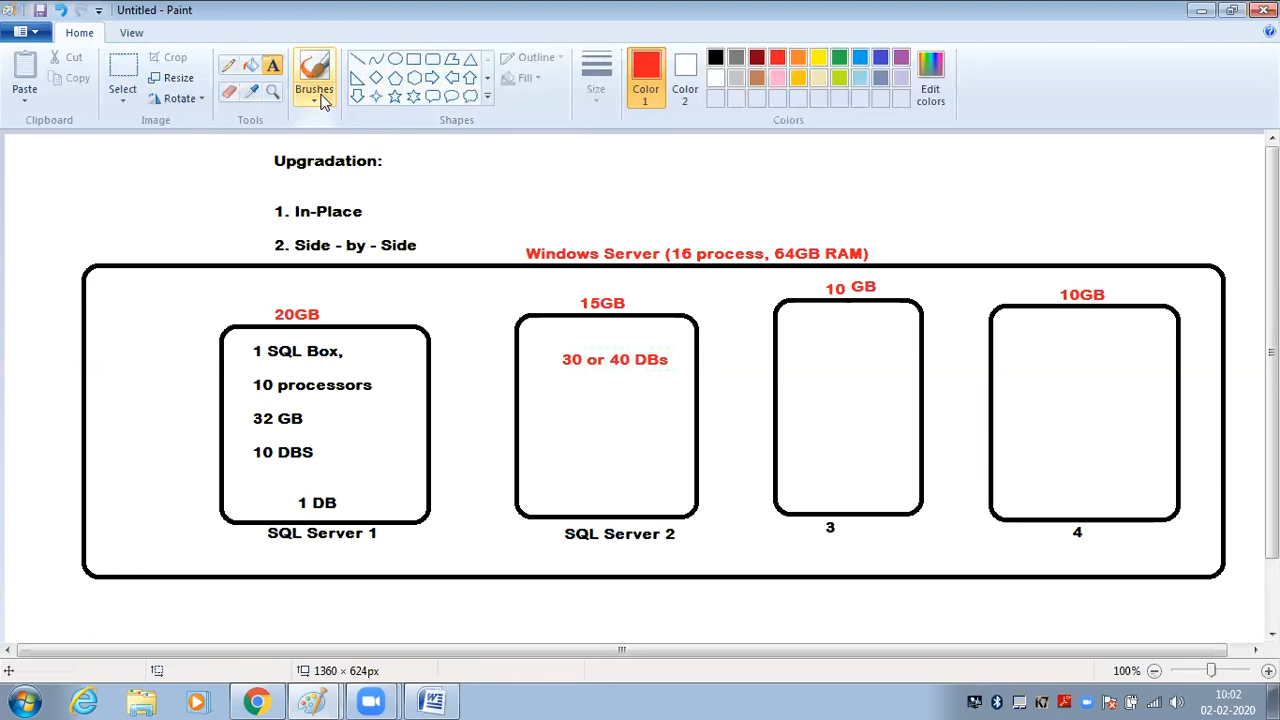 Untitled - Paint
Home
View
Paste
Cut
Copy
Clipboard
Select
Crop
Resize
Rotate
Image
A
Tools
Brushes
Outline
Fill
Shapes
Size
Color 1
Color 2
Edit colors
Colors
Upgradation:
1. In-Place
2. Side - by - Side
Windows Server (16 process, 64GB RAM)
20GB
15GB
10 GB
10GB
1 SQL Box,
10 processors
32 GB
10 DBS
1 DB
30 or 40 DBs
SQL Server 1
SQL Server 2
3
4
1360 × 624px
100%
10:02
02-02-2020